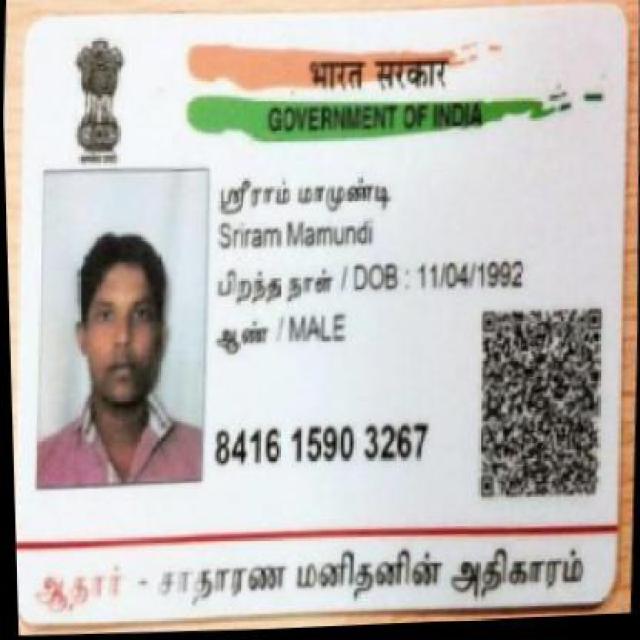 भारत सरकार
GOVERNMENT OF INDIA
ஸ்ரீராம் மாமுண்டி
Sriram Mamundi
பிறந்த நாள் / DOB : 11/04/1992
ஆண் / MALE
8416 1590 3267
ஆதார் - சாதாரண மனிதனின் அதிகாரம்